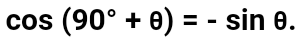 cos (90° + θ) = - sin θ.